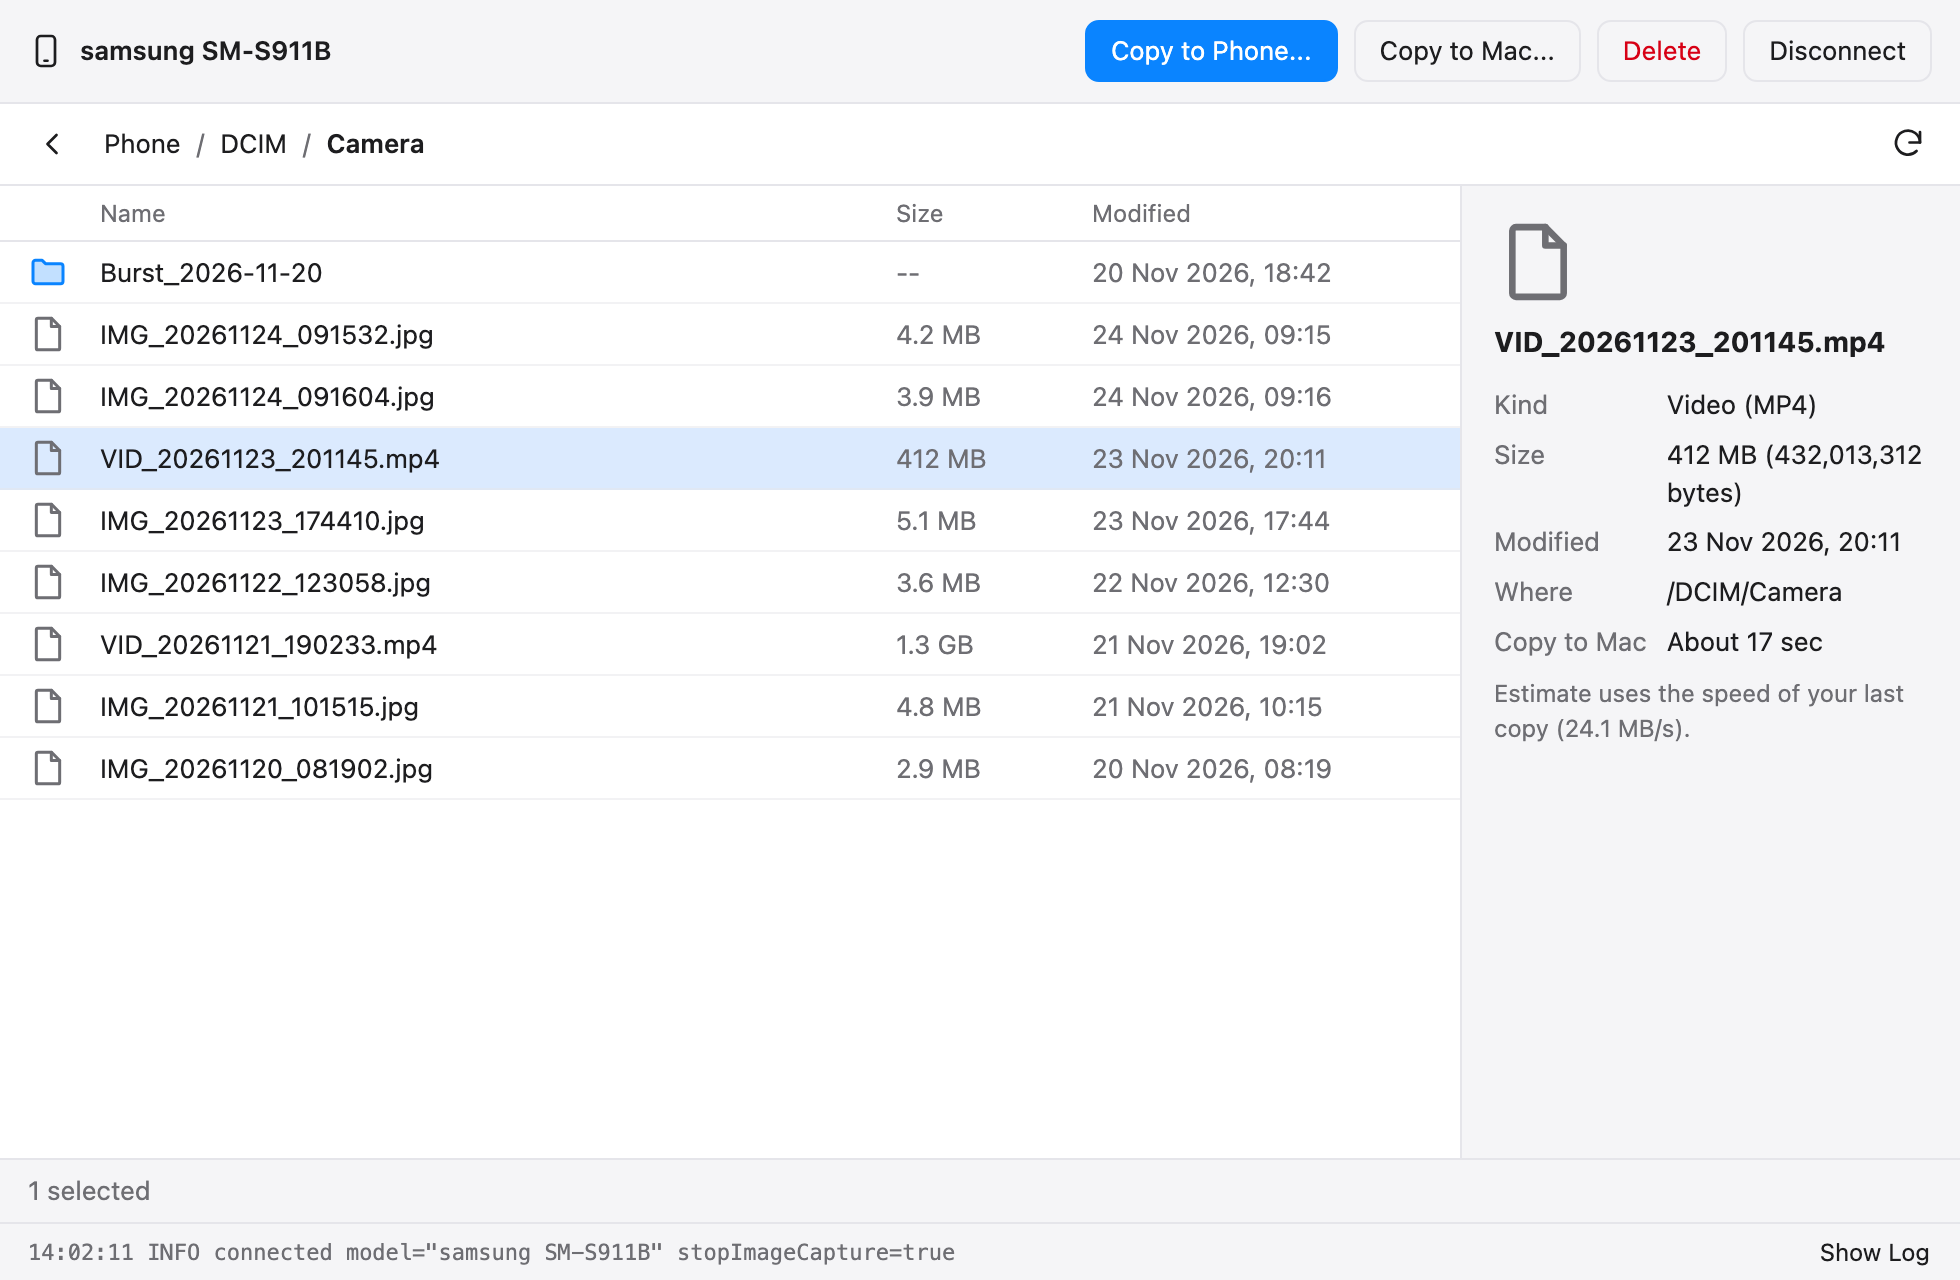 samsung SM-S911B
Copy to Phone... Copy to Mac... Delete Disconnect
Phone / DCIM / Camera
Name Size Modified
Burst_2026-11-20 -- 20 Nov 2026, 18:42
IMG_20261124_091532.jpg 4.2 MB 24 Nov 2026, 09:15
IMG_20261124_091604.jpg 3.9 MB 24 Nov 2026, 09:16
VID_20261123_201145.mp4 412 MB 23 Nov 2026, 20:11
IMG_20261123_174410.jpg 5.1 MB 23 Nov 2026, 17:44
IMG_20261122_123058.jpg 3.6 MB 22 Nov 2026, 12:30
VID_20261121_190233.mp4 1.3 GB 21 Nov 2026, 19:02
IMG_20261121_101515.jpg 4.8 MB 21 Nov 2026, 10:15
IMG_20261120_081902.jpg 2.9 MB 20 Nov 2026, 08:19
VID_20261123_201145.mp4
Kind Video (MP4)
Size 412 MB (432,013,312
bytes)
Modified 23 Nov 2026, 20:11
Where /DCIM/Camera
Copy to Mac About 17 sec
Estimate uses the speed of your last
copy (24.1 MB/s).
1 selected
14:02:11 INFO connected model="samsung SM-S911B" stopImageCapture=true
Show Log